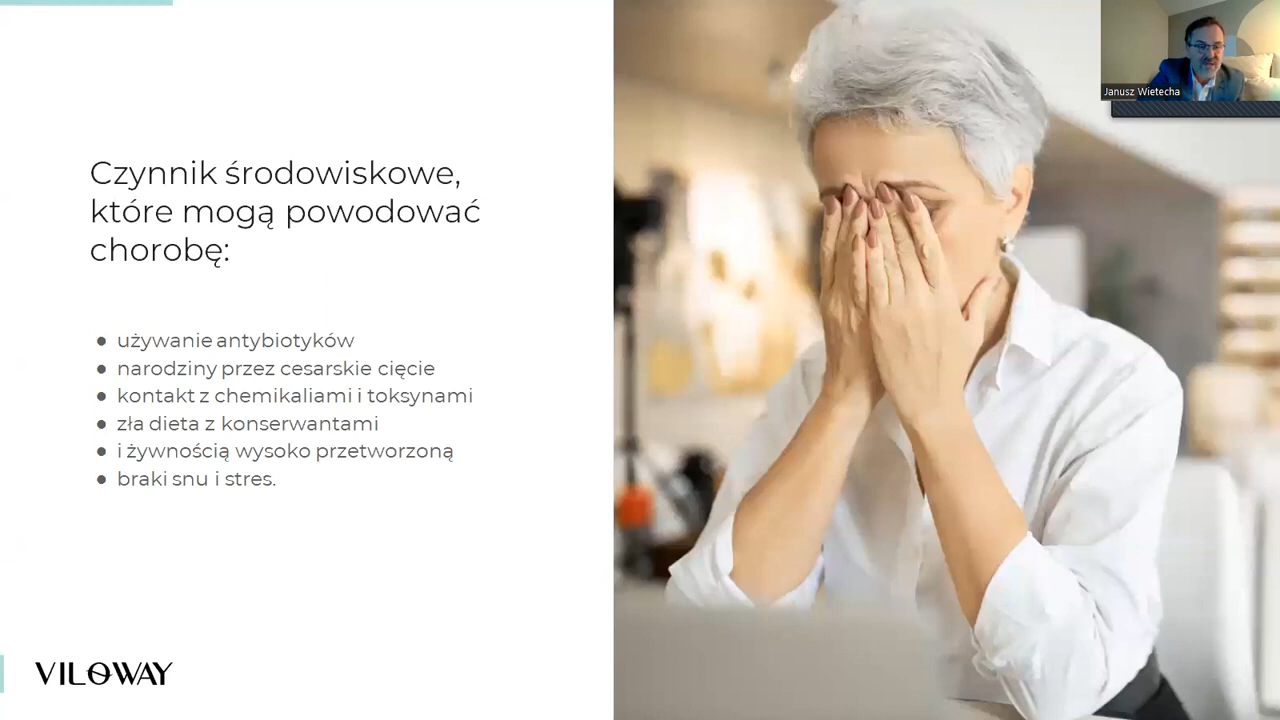 Czynnik środowiskowe,
które mogą powodować
chorobę:
● używanie antybiotyków
● narodziny przez cesarskie cięcie
● kontakt z chemikaliami i toksynami
● zła dieta z konserwantami
● i żywnością wysoko przetworzoną
● braki snu i stres.
VILOWAY
Janusz Wietecha